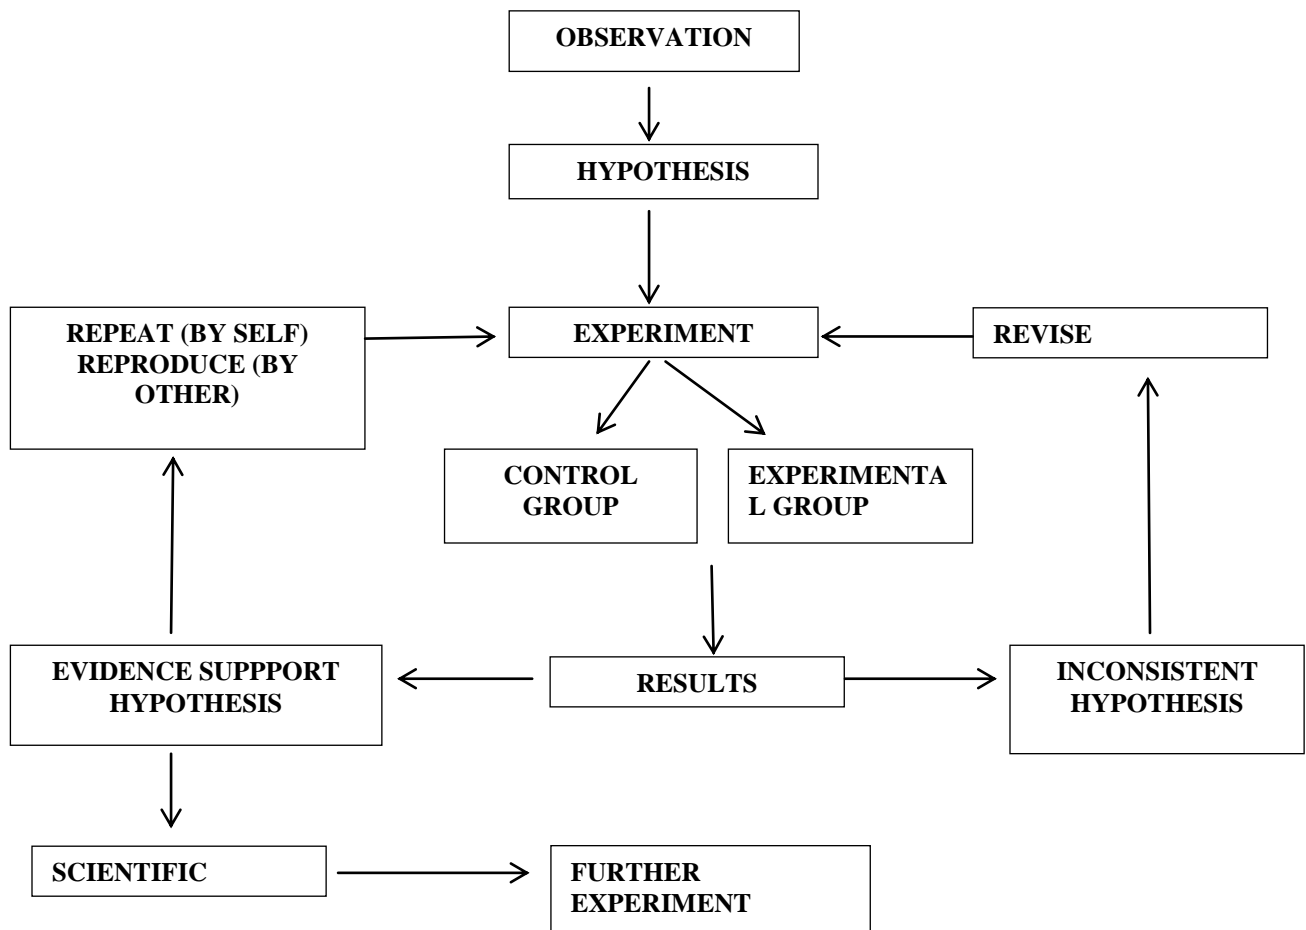 OBSERVATION
HYPOTHESIS
REPEAT (BY SELF)
REPRODUCE (BY
OTHER)
EXPERIMENT
REVISE
CONTROL
GROUP
EXPERIMENTA
L GROUP
EVIDENCE SUPPPORT
HYPOTHESIS
RESULTS
INCONSISTENT
HYPOTHESIS
SCIENTIFIC
FURTHER
EXPERIMENT